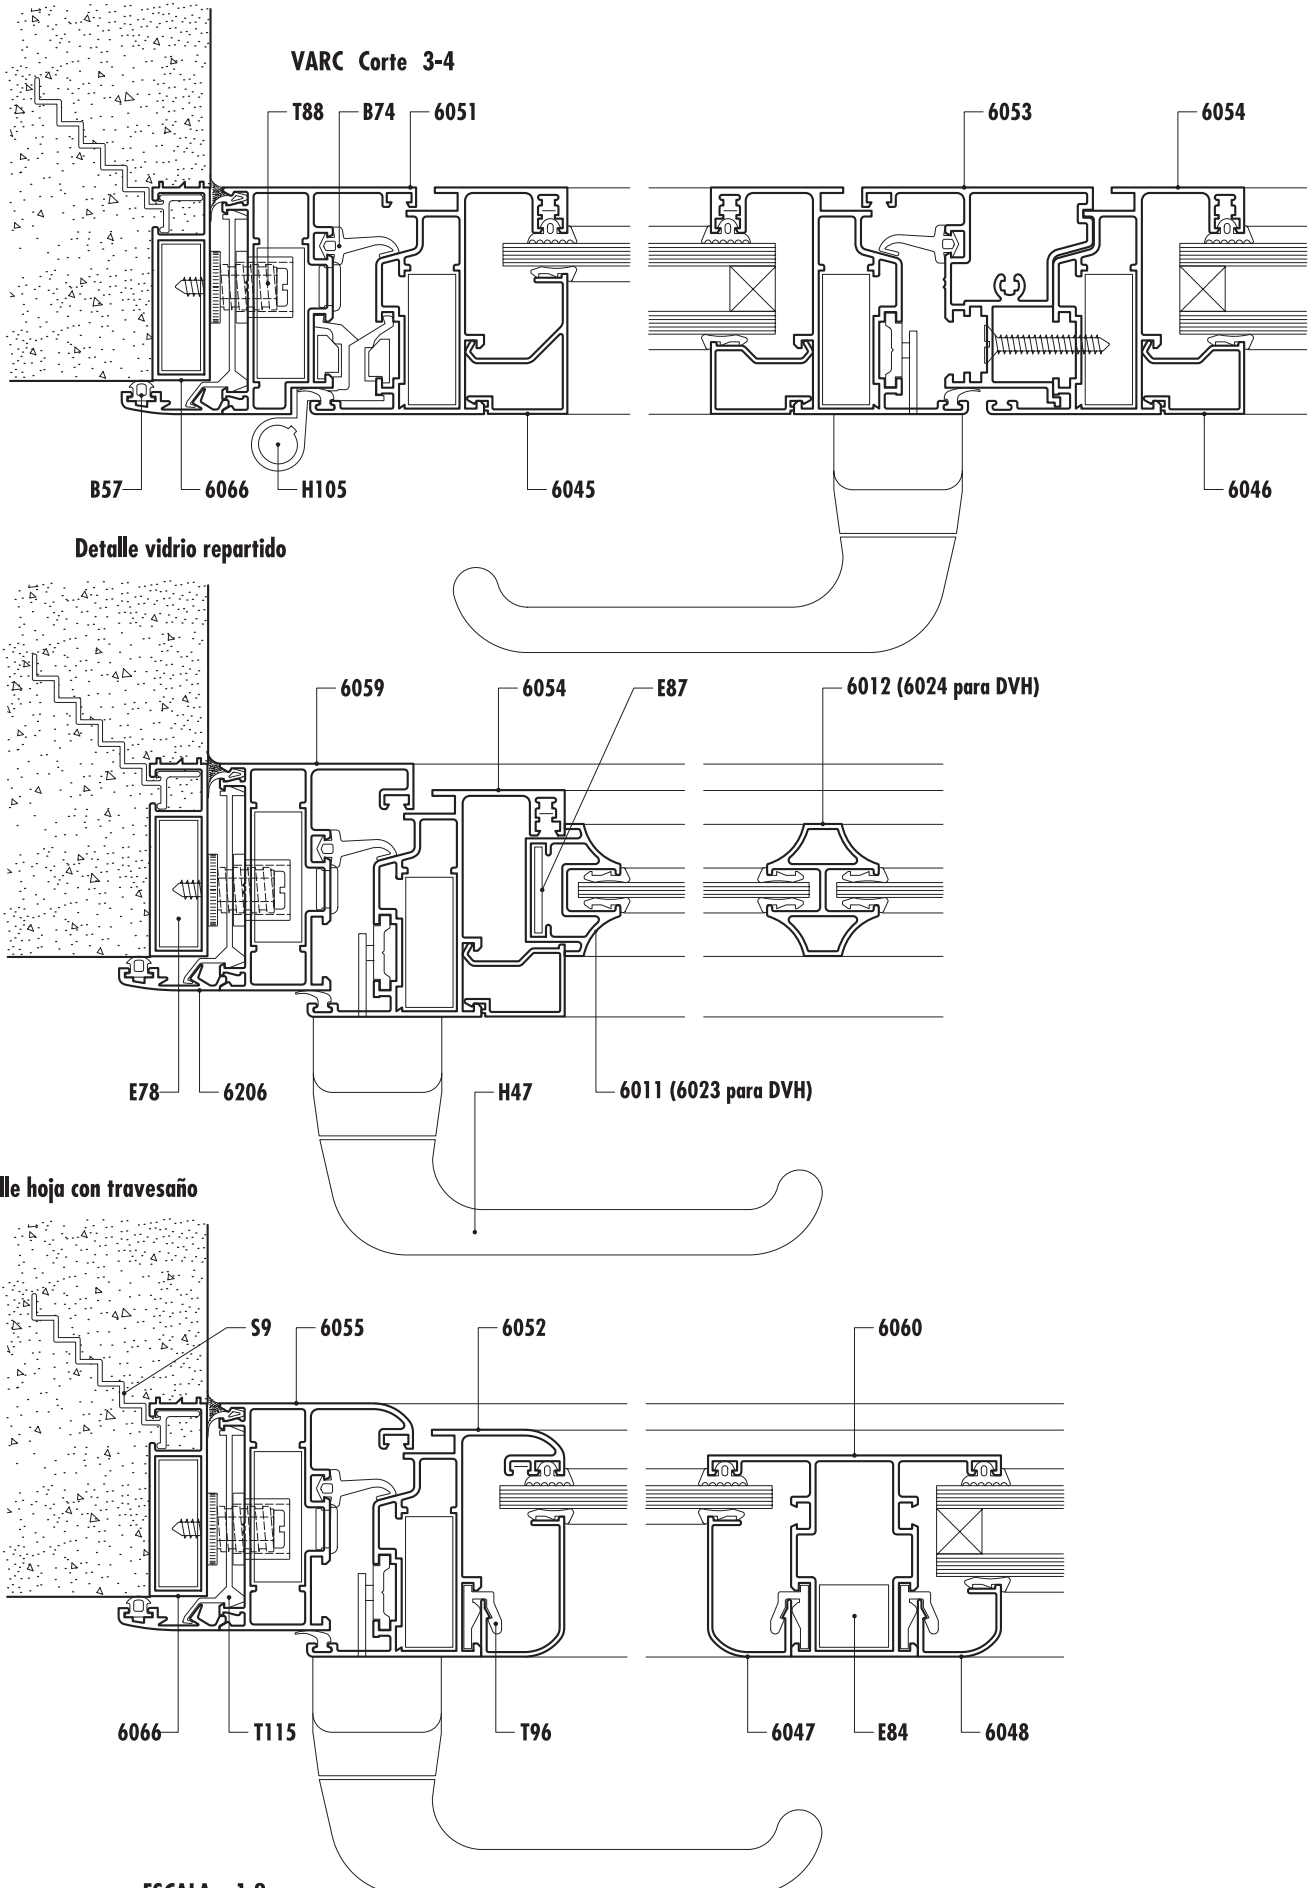 VARC Corte 3-4
T88 B74 6051 6053 6054
B57 6066 H105 6045 6046
Detalle vidrio repartido
6059 6054 E87 6012 (6024 para DVH)
E78 6206 H47 6011 (6023 para DVH)
hoja con travesaño
S9 6055 6052 6060
6066 T115 T96 6047 E84 6048